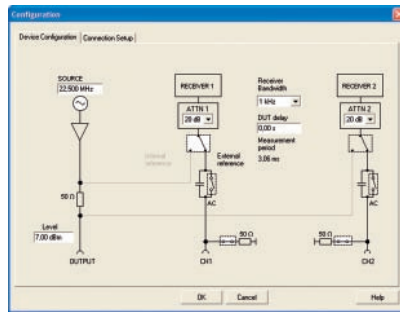 Configuration
Device Configuration
Connection Setup
SOURCE
22,500 MHz
RECEIVER 1
ATTN 1
20 dB
Receiver
Bandwidth
1 kHz
DUT delay
0,00 s
Measurement
period
3,06 ms
RECEIVER 2
ATTN 2
20 dB
Internal
reference
External
reference
50 Ω
AC
AC
Level
7,00 dBm
50 Ω
50 Ω
OUTPUT
CH1
CH2
OK
Cancel
Help